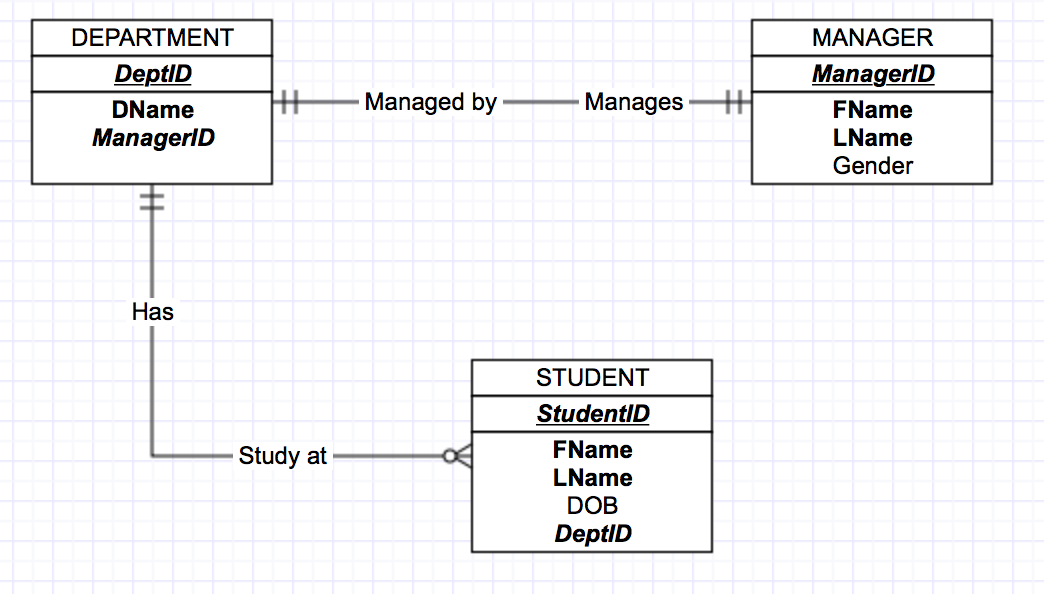 DEPARTMENT
DeptID
DName
ManagerID
Managed by
Manages
MANAGER
ManagerID
FName
LName
Gender
Has
Study at
STUDENT
StudentID
FName
LName
DOB
DeptID